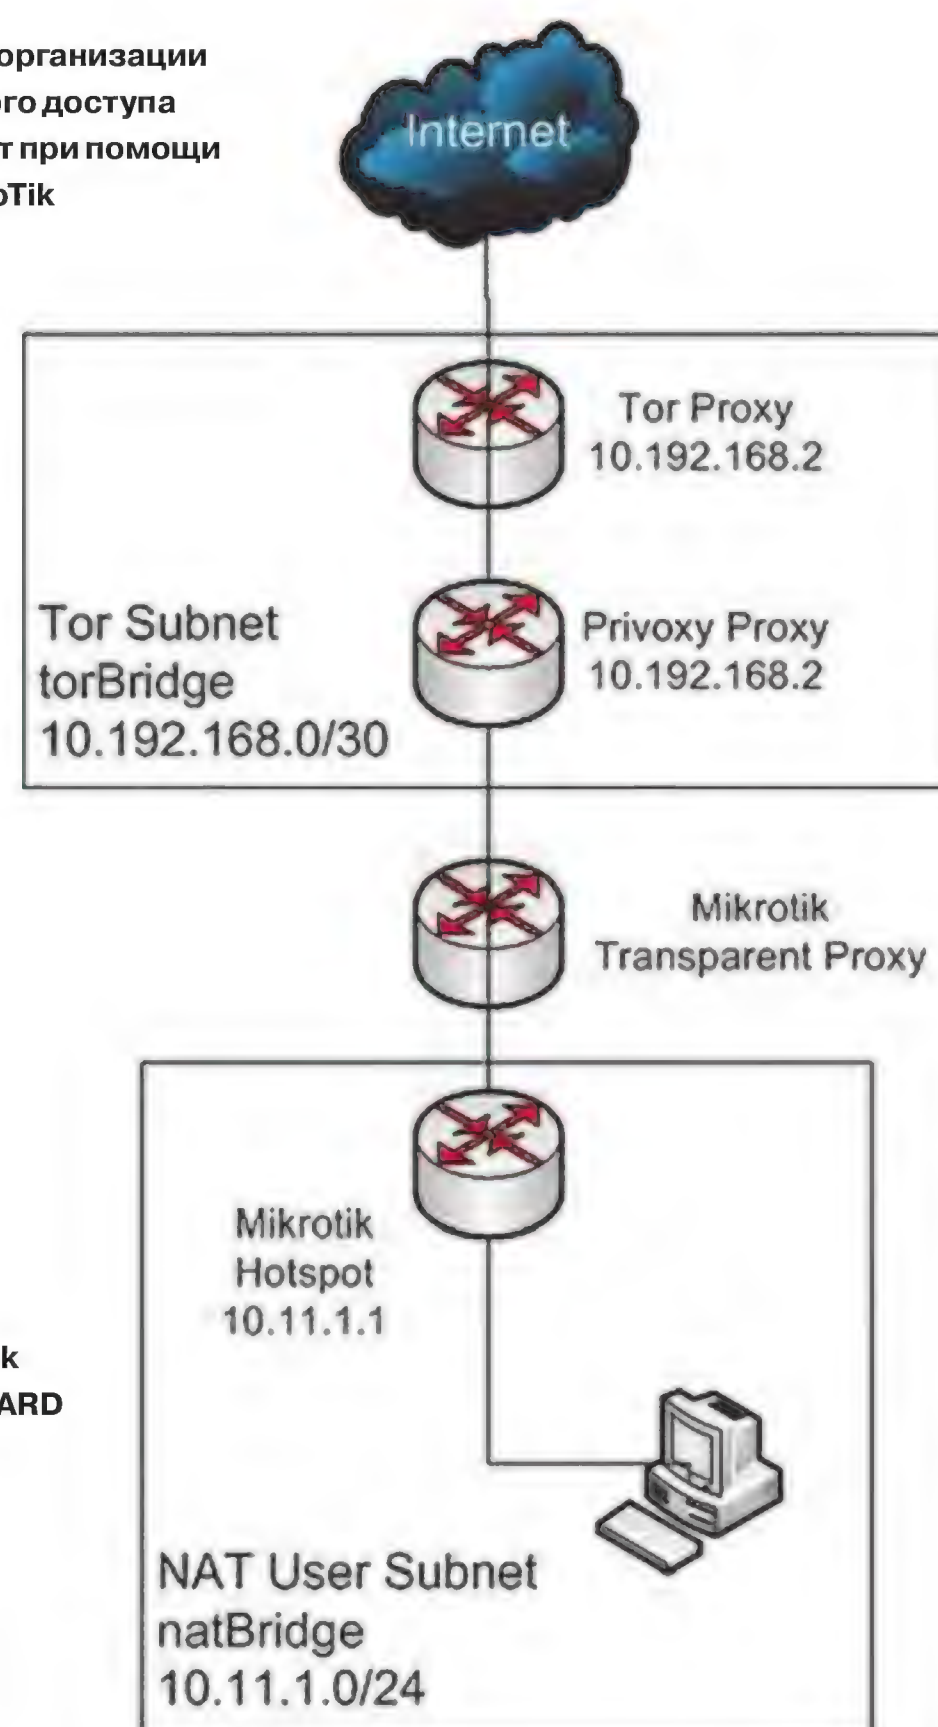 организации
ого доступа
т при помощи
oTik
Internet
Tor Proxy
10.192.168.2
Tor Subnet
torBridge
10.192.168.0/30
Privoxy Proxy
10.192.168.2
Mikrotik
Transparent Proxy
Mikrotik
Hotspot
10.11.1.1
k
ARD
NAT User Subnet
natBridge
10.11.1.0/24